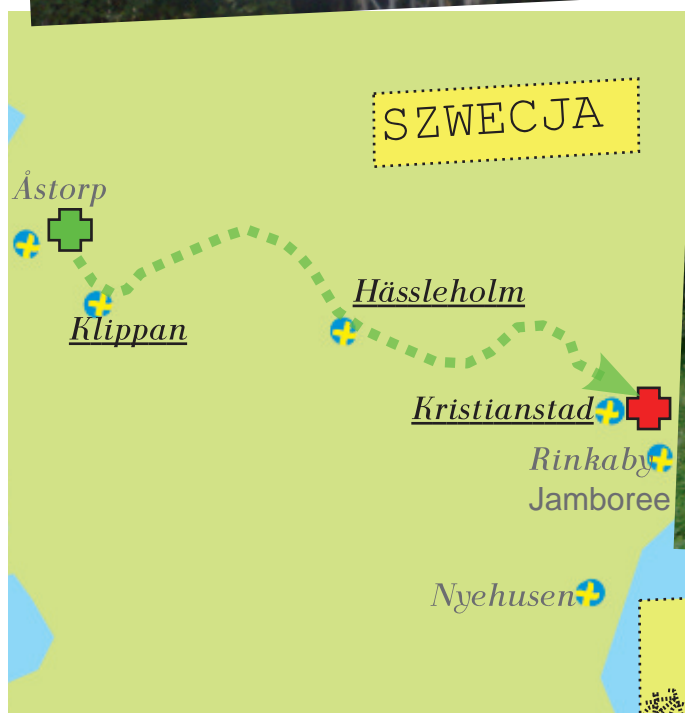 SZWECJA
Åstorp
Hässleholm
Klippan
Kristianstad
Rinkaby
Jamboree
Nyehusen